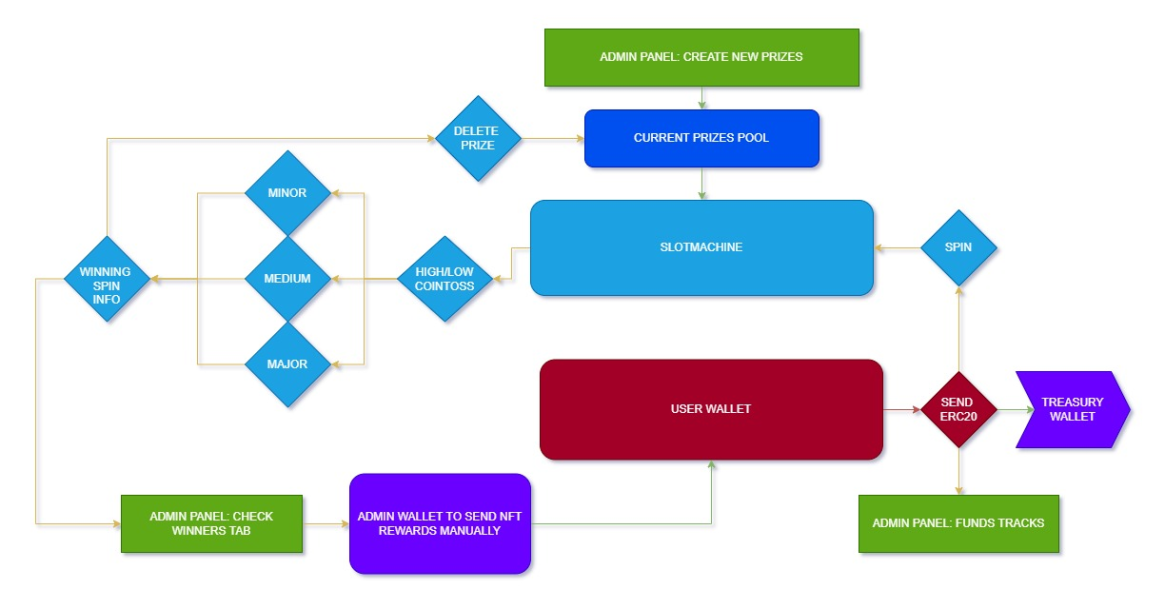 ADMIN PANEL: CREATE NEW PRIZES
DELETE
PRIZE
CURRENT PRIZES POOL
MINOR
SLOTMACHINE
SPIN
WINNING
SPIN
INFO
MEDIUM
HIGH/LOW
COINTOSS
MAJOR
USER WALLET
SEND
ERC20
TREASURY
WALLET
ADMIN PANEL: CHECK
WINNERS TAB
ADMIN WALLET TO SEND NFT
REWARDS MANUALLY
ADMIN PANEL: FUNDS TRACKS